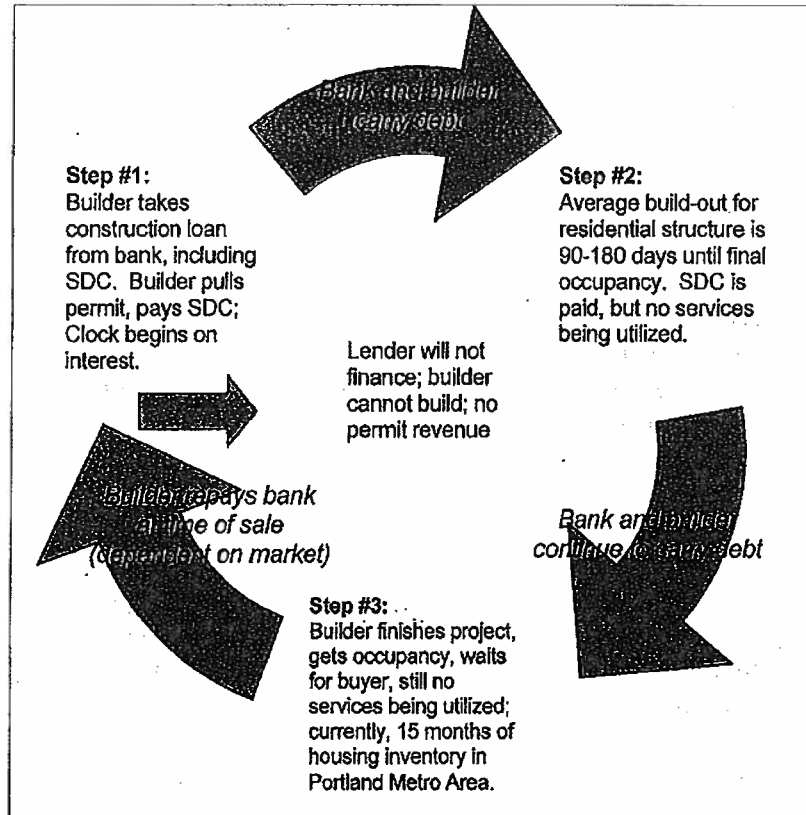 Bank and builder
carry debt
Step #1:
Builder takes
construction loan
from bank, including
SDC. Builder pulls
permit, pays SDC;
Clock begins on
interest.
Step #2:
Average build-out for
residential structure is
90-180 days until final
occupancy. SDC is
paid, but no services
being utilized.
Lender will not
finance; builder
cannot build; no
permit revenue
Builder repays bank
at time of sale
(dependent on market)
Bank and builder
continue to carry debt
Step #3:
Builder finishes project,
gets occupancy, waits
for buyer, still no
services being utilized;
currently, 15 months of
housing inventory in
Portland Metro Area.